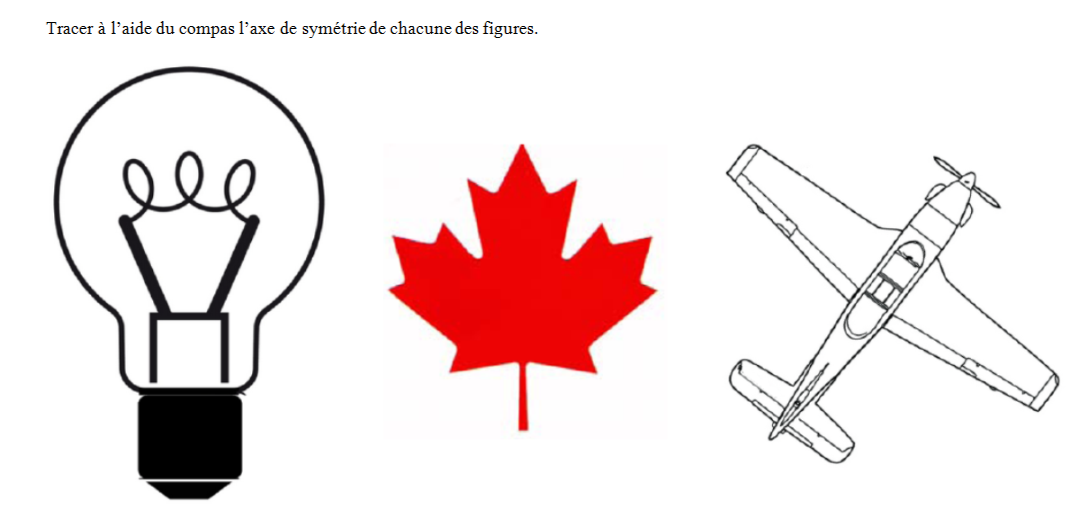 Tracer à l’aide du compas l’axe de symétrie de chacune des figures.